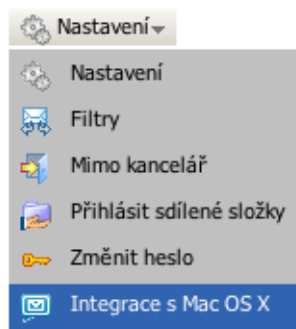 Nastavení
Nastavení
Filtry
Mimo kancelář
Přihlásit sdílené složky
Změnit heslo
Integrace s Mac OS X